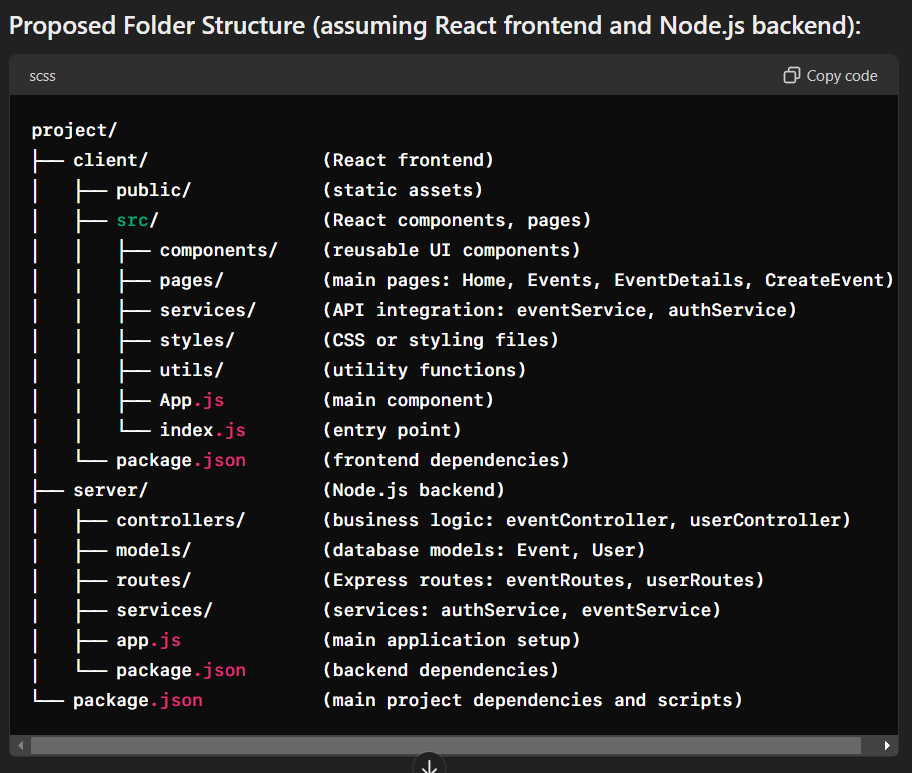 Proposed Folder Structure (assuming React frontend and Node.js backend):
scss Copy code
project/
├── client/ (React frontend)
│   ├── public/ (static assets)
│   ├── src/ (React components, pages)
│   │   ├── components/ (reusable UI components)
│   │   ├── pages/ (main pages: Home, Events, EventDetails, CreateEvent)
│   │   ├── services/ (API integration: eventService, authService)
│   │   ├── styles/ (CSS or styling files)
│   │   ├── utils/ (utility functions)
│   │   ├── App.js (main component)
│   │   └── index.js (entry point)
│   └── package.json (frontend dependencies)
├── server/ (Node.js backend)
│   ├── controllers/ (business logic: eventController, userController)
│   ├── models/ (database models: Event, User)
│   ├── routes/ (Express routes: eventRoutes, userRoutes)
│   ├── services/ (services: authService, eventService)
│   ├── app.js (main application setup)
│   └── package.json (backend dependencies)
└── package.json (main project dependencies and scripts)